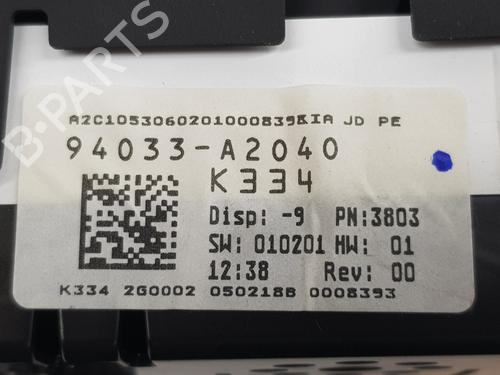 B-PARTS
A2C1053060201000839KIA JD PE
94033-A2040
K334
Disp: -9 PN:3803
SW: 010201 HW: 01
12:38 Rev: 00
K334 2G0002 050218B 0008393